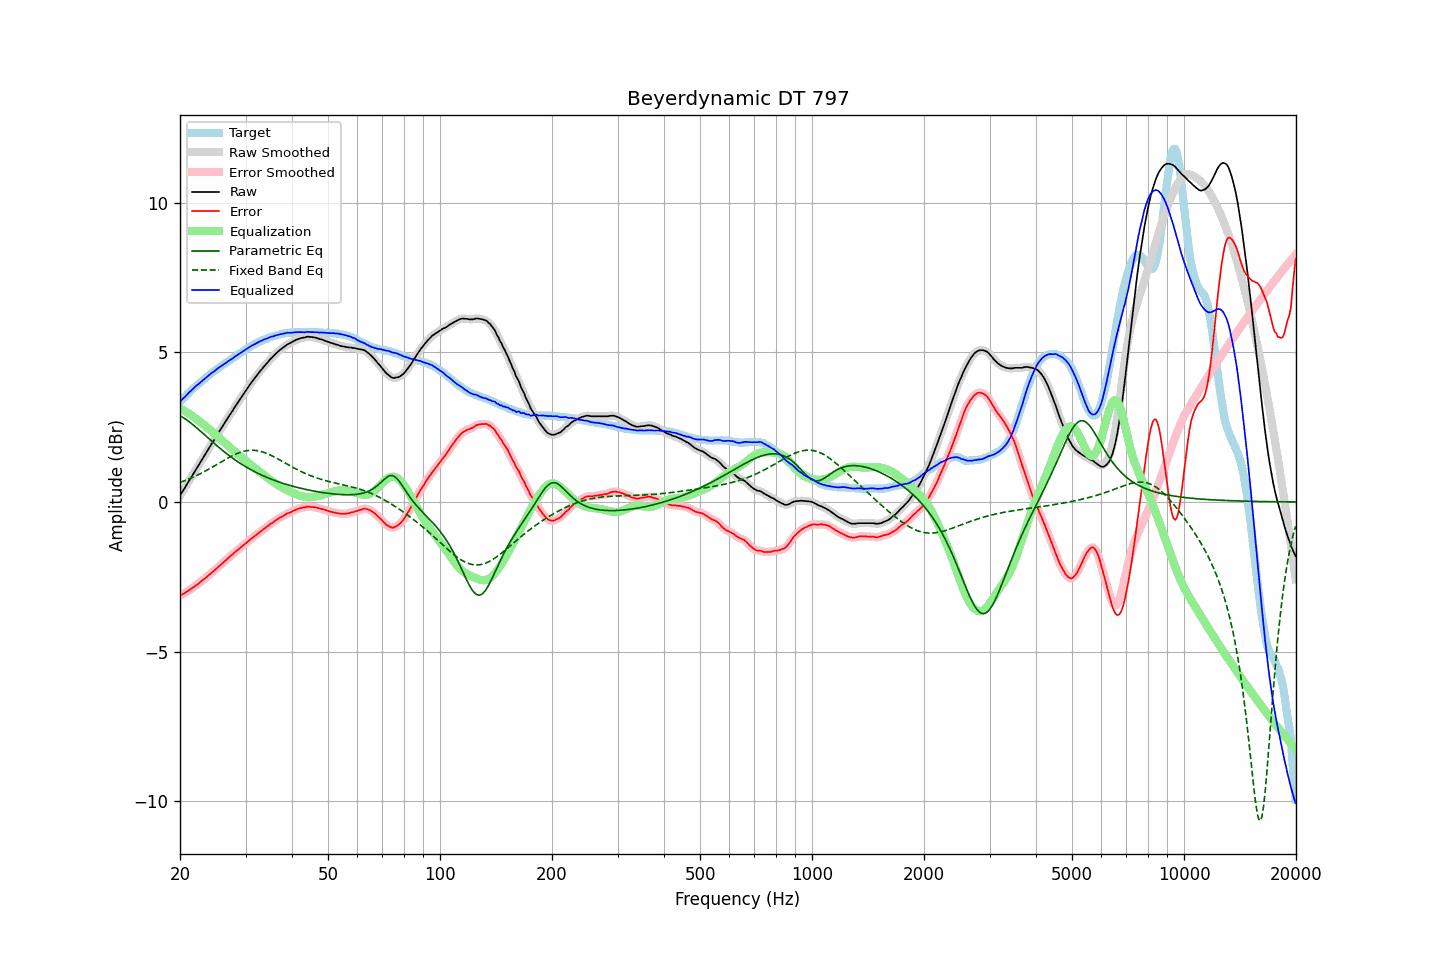 Beyerdynamic DT 797
Target
Raw Smoothed
Error Smoothed
Raw
Error
Equalization
Parametric Eq
Fixed Band Eq
Equalized
Amplitude (dBr)
10
5
0
−5
−10
20
50
100
200
500
1000
2000
5000
10000
20000
Frequency (Hz)